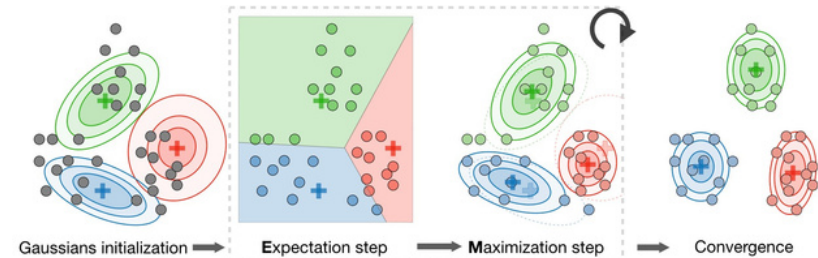 Gaussians initialization
Expectation step
Maximization step
Convergence